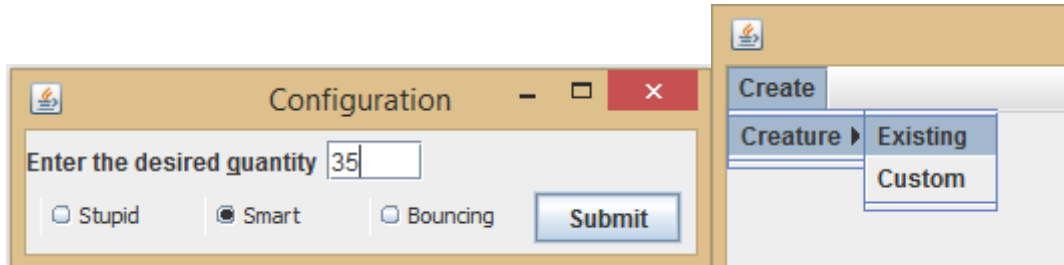 Configuration
Enter the desired quantity 35
Stupid Smart Bouncing Submit
Create
Creature Existing
Custom